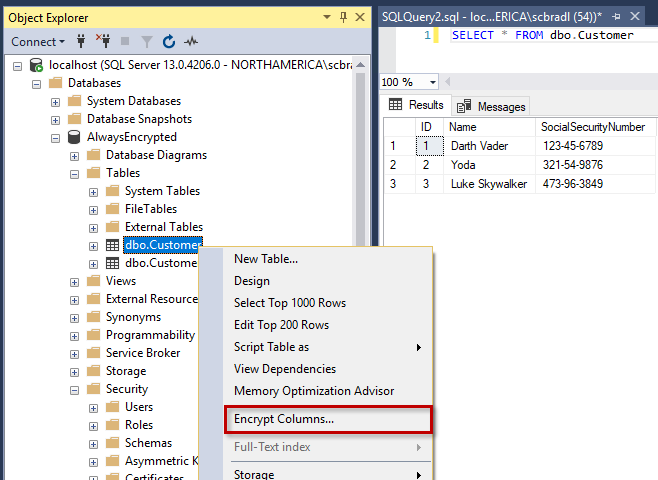 Object Explorer
Connect
localhost (SQL Server 13.0.4206.0 - NORTHAMERICA\scbra
Databases
System Databases
Database Snapshots
AlwaysEncrypted
Database Diagrams
Tables
System Tables
FileTables
External Tables
dbo.Customer
dbo.Custome
Views
External Resource
Synonyms
Programmability
Service Broker
Storage
Security
Users
Roles
Schemas
Asymmetric K
Certificates
New Table...
Design
Select Top 1000 Rows
Edit Top 200 Rows
Script Table as
View Dependencies
Memory Optimization Advisor
Encrypt Columns...
Full-Text index
Storage
SQLQuery2.sql - loc...ERICA\scbradl (54))*
1 SELECT * FROM dbo.Customer
100 %
Results Messages
ID Name SocialSecurityNumber
1 1 Darth Vader 123-45-6789
2 2 Yoda 321-54-9876
3 3 Luke Skywalker 473-96-3849